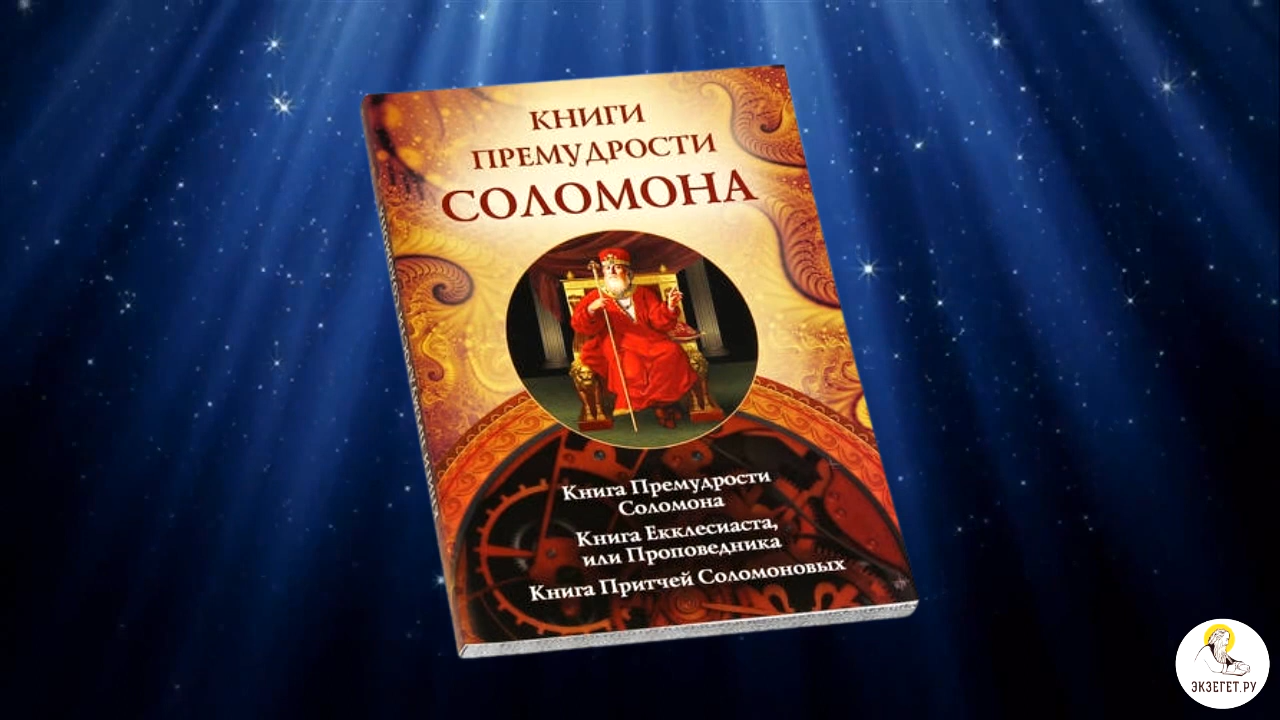 КНИГИ
ПРЕМУДРОСТИ
СОЛОМОНА
Книга Премудрости
Соломона
Книга Екклесиаста,
или Проповедника
Книга Притчей Соломоновых
ЭКЗЕГЕТ.РУ